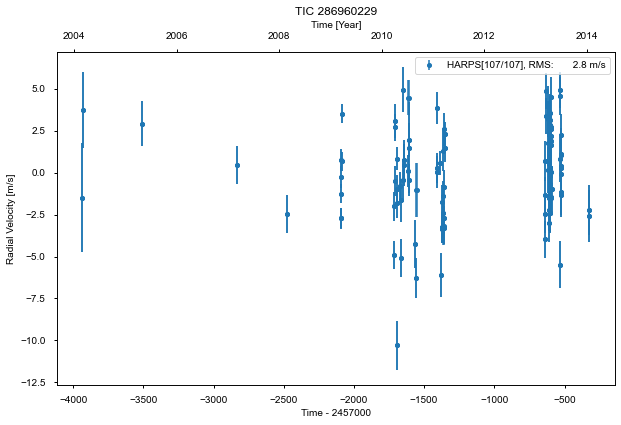 TIC 286960229
Time [Year]
2004 2006 2008 2010 2012 2014
HARPS[107/107], RMS: 2.8 m/s
5.0
2.5
0.0
−2.5
−5.0
−7.5
−10.0
−12.5
Radial Velocity [m/s]
−4000 −3500 −3000 −2500 −2000 −1500 −1000 −500
Time - 2457000